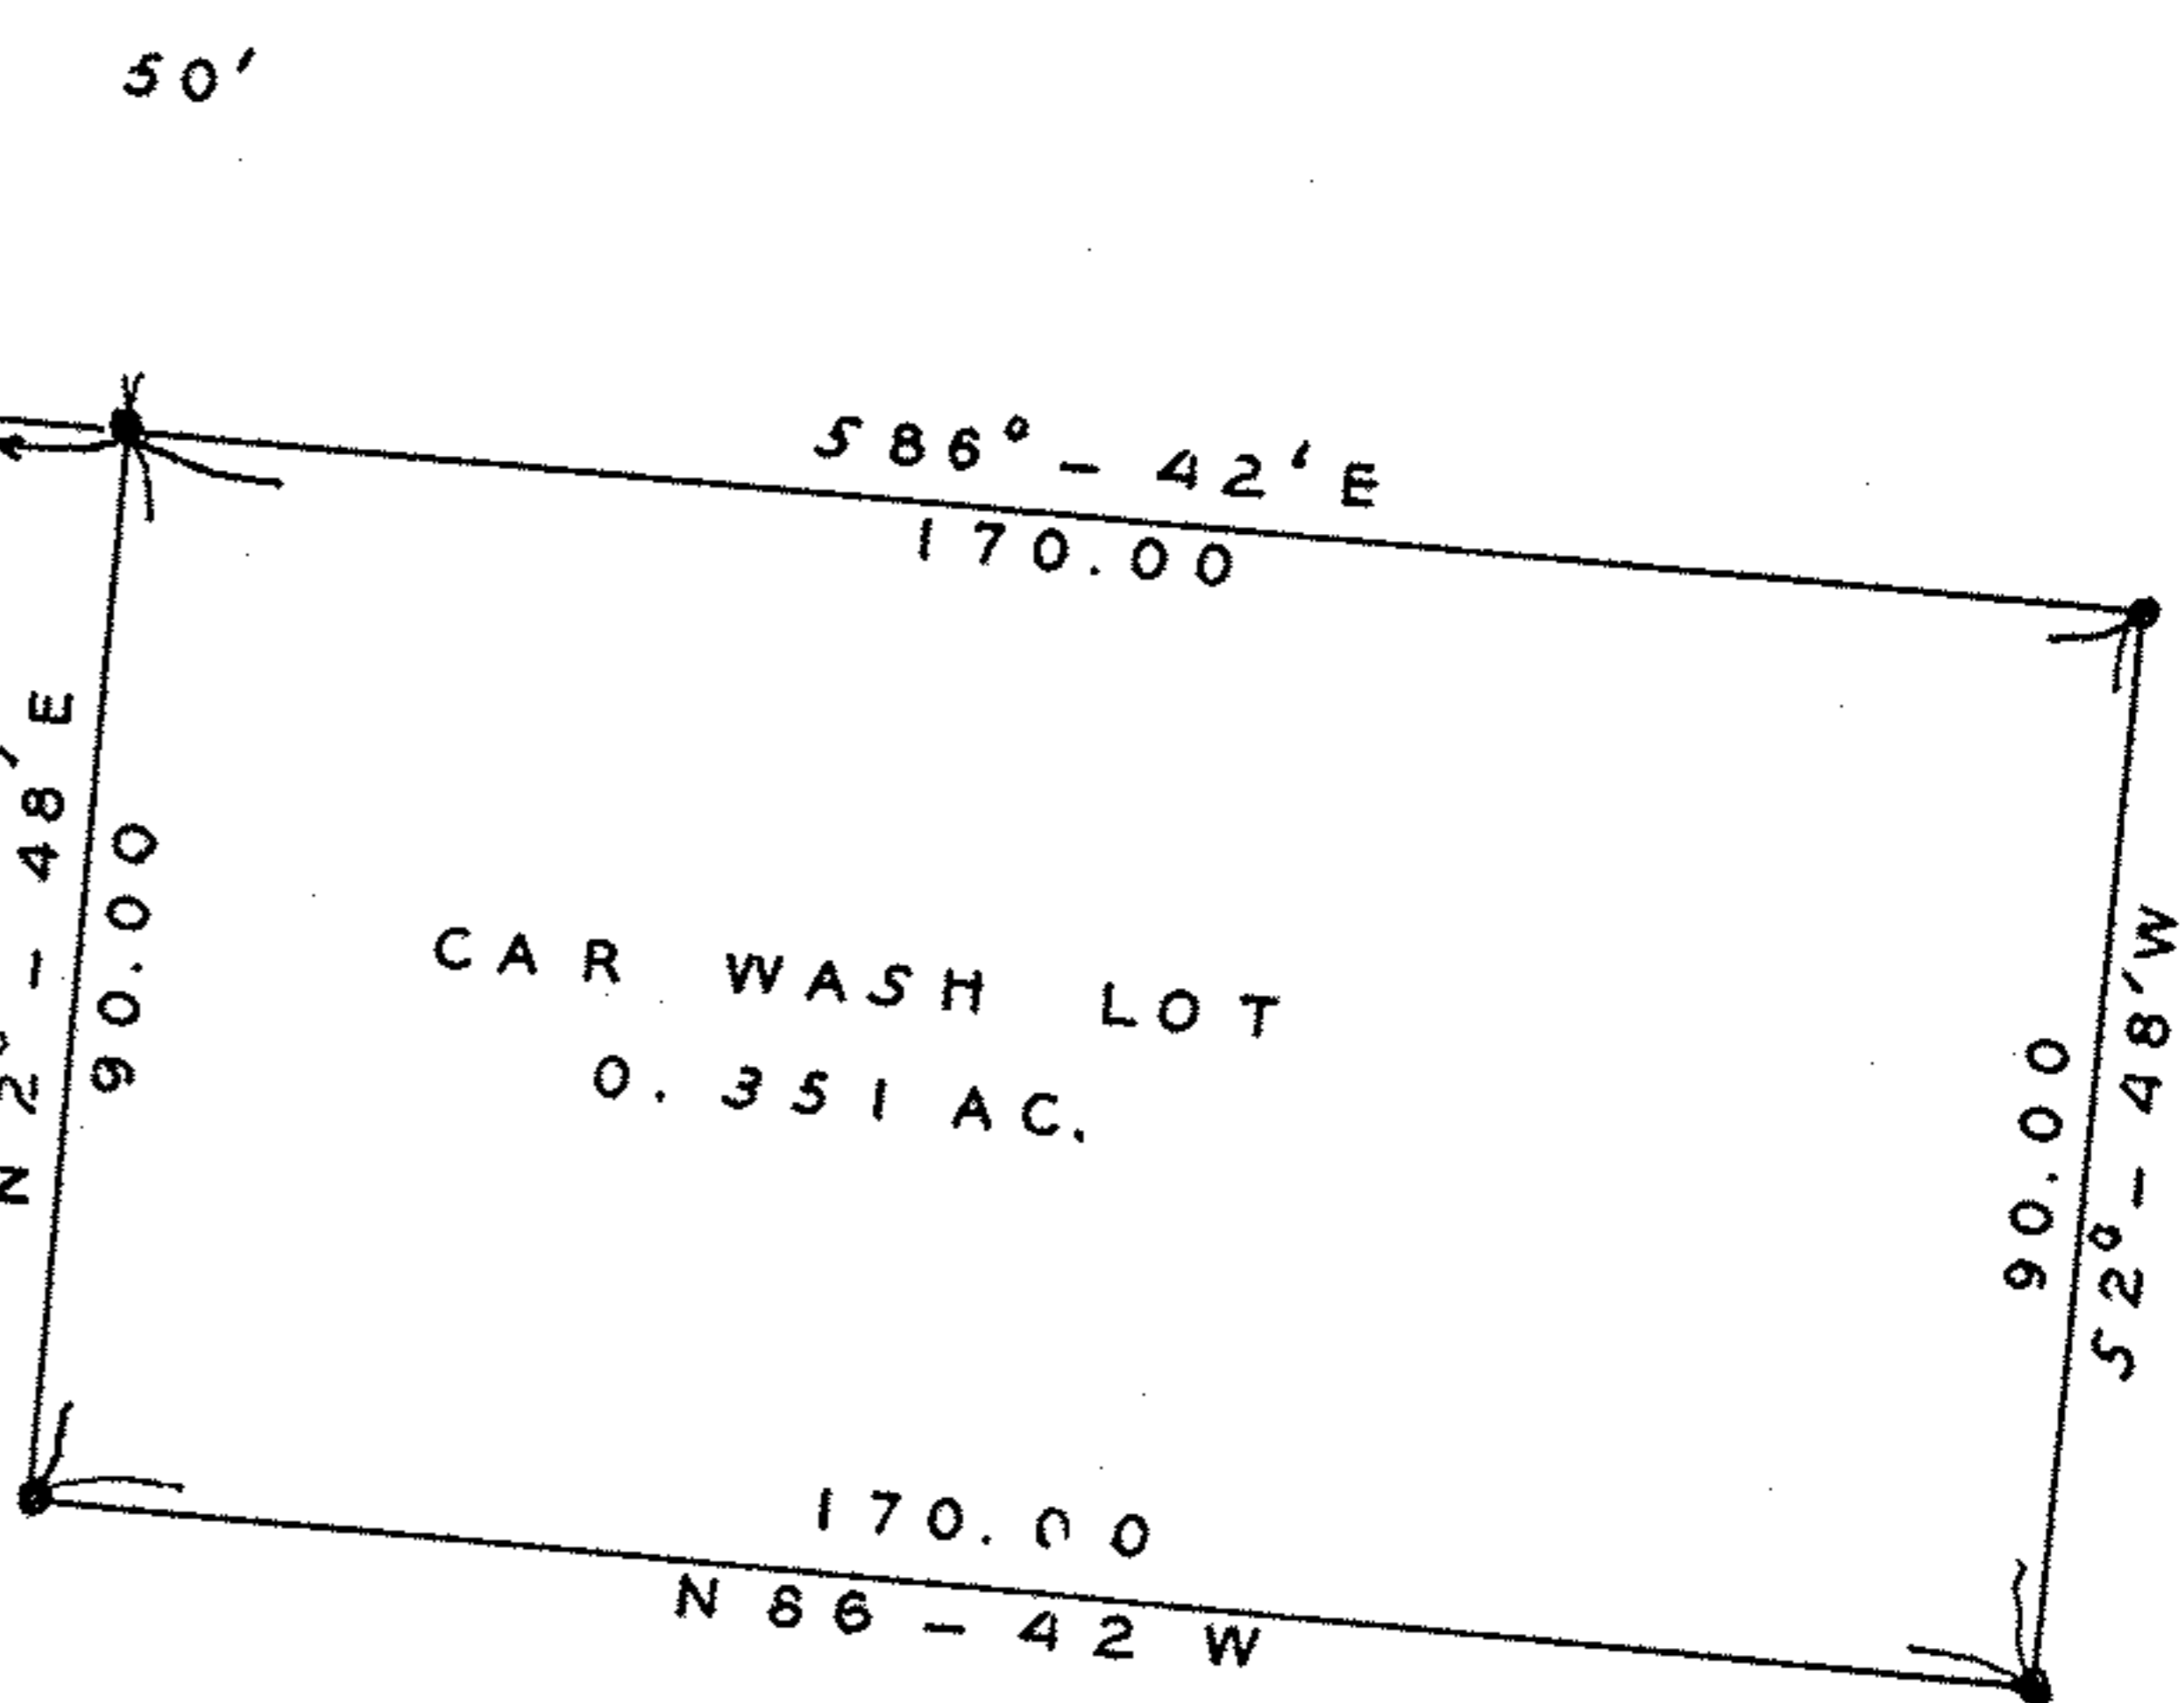 50'
S 86° - 42' E
170.00
N 2° - 48' E
90.00
CAR WASH LOT
0.351 AC.
90.00
S 2° - 48' W
170.00
N 86 - 42 W